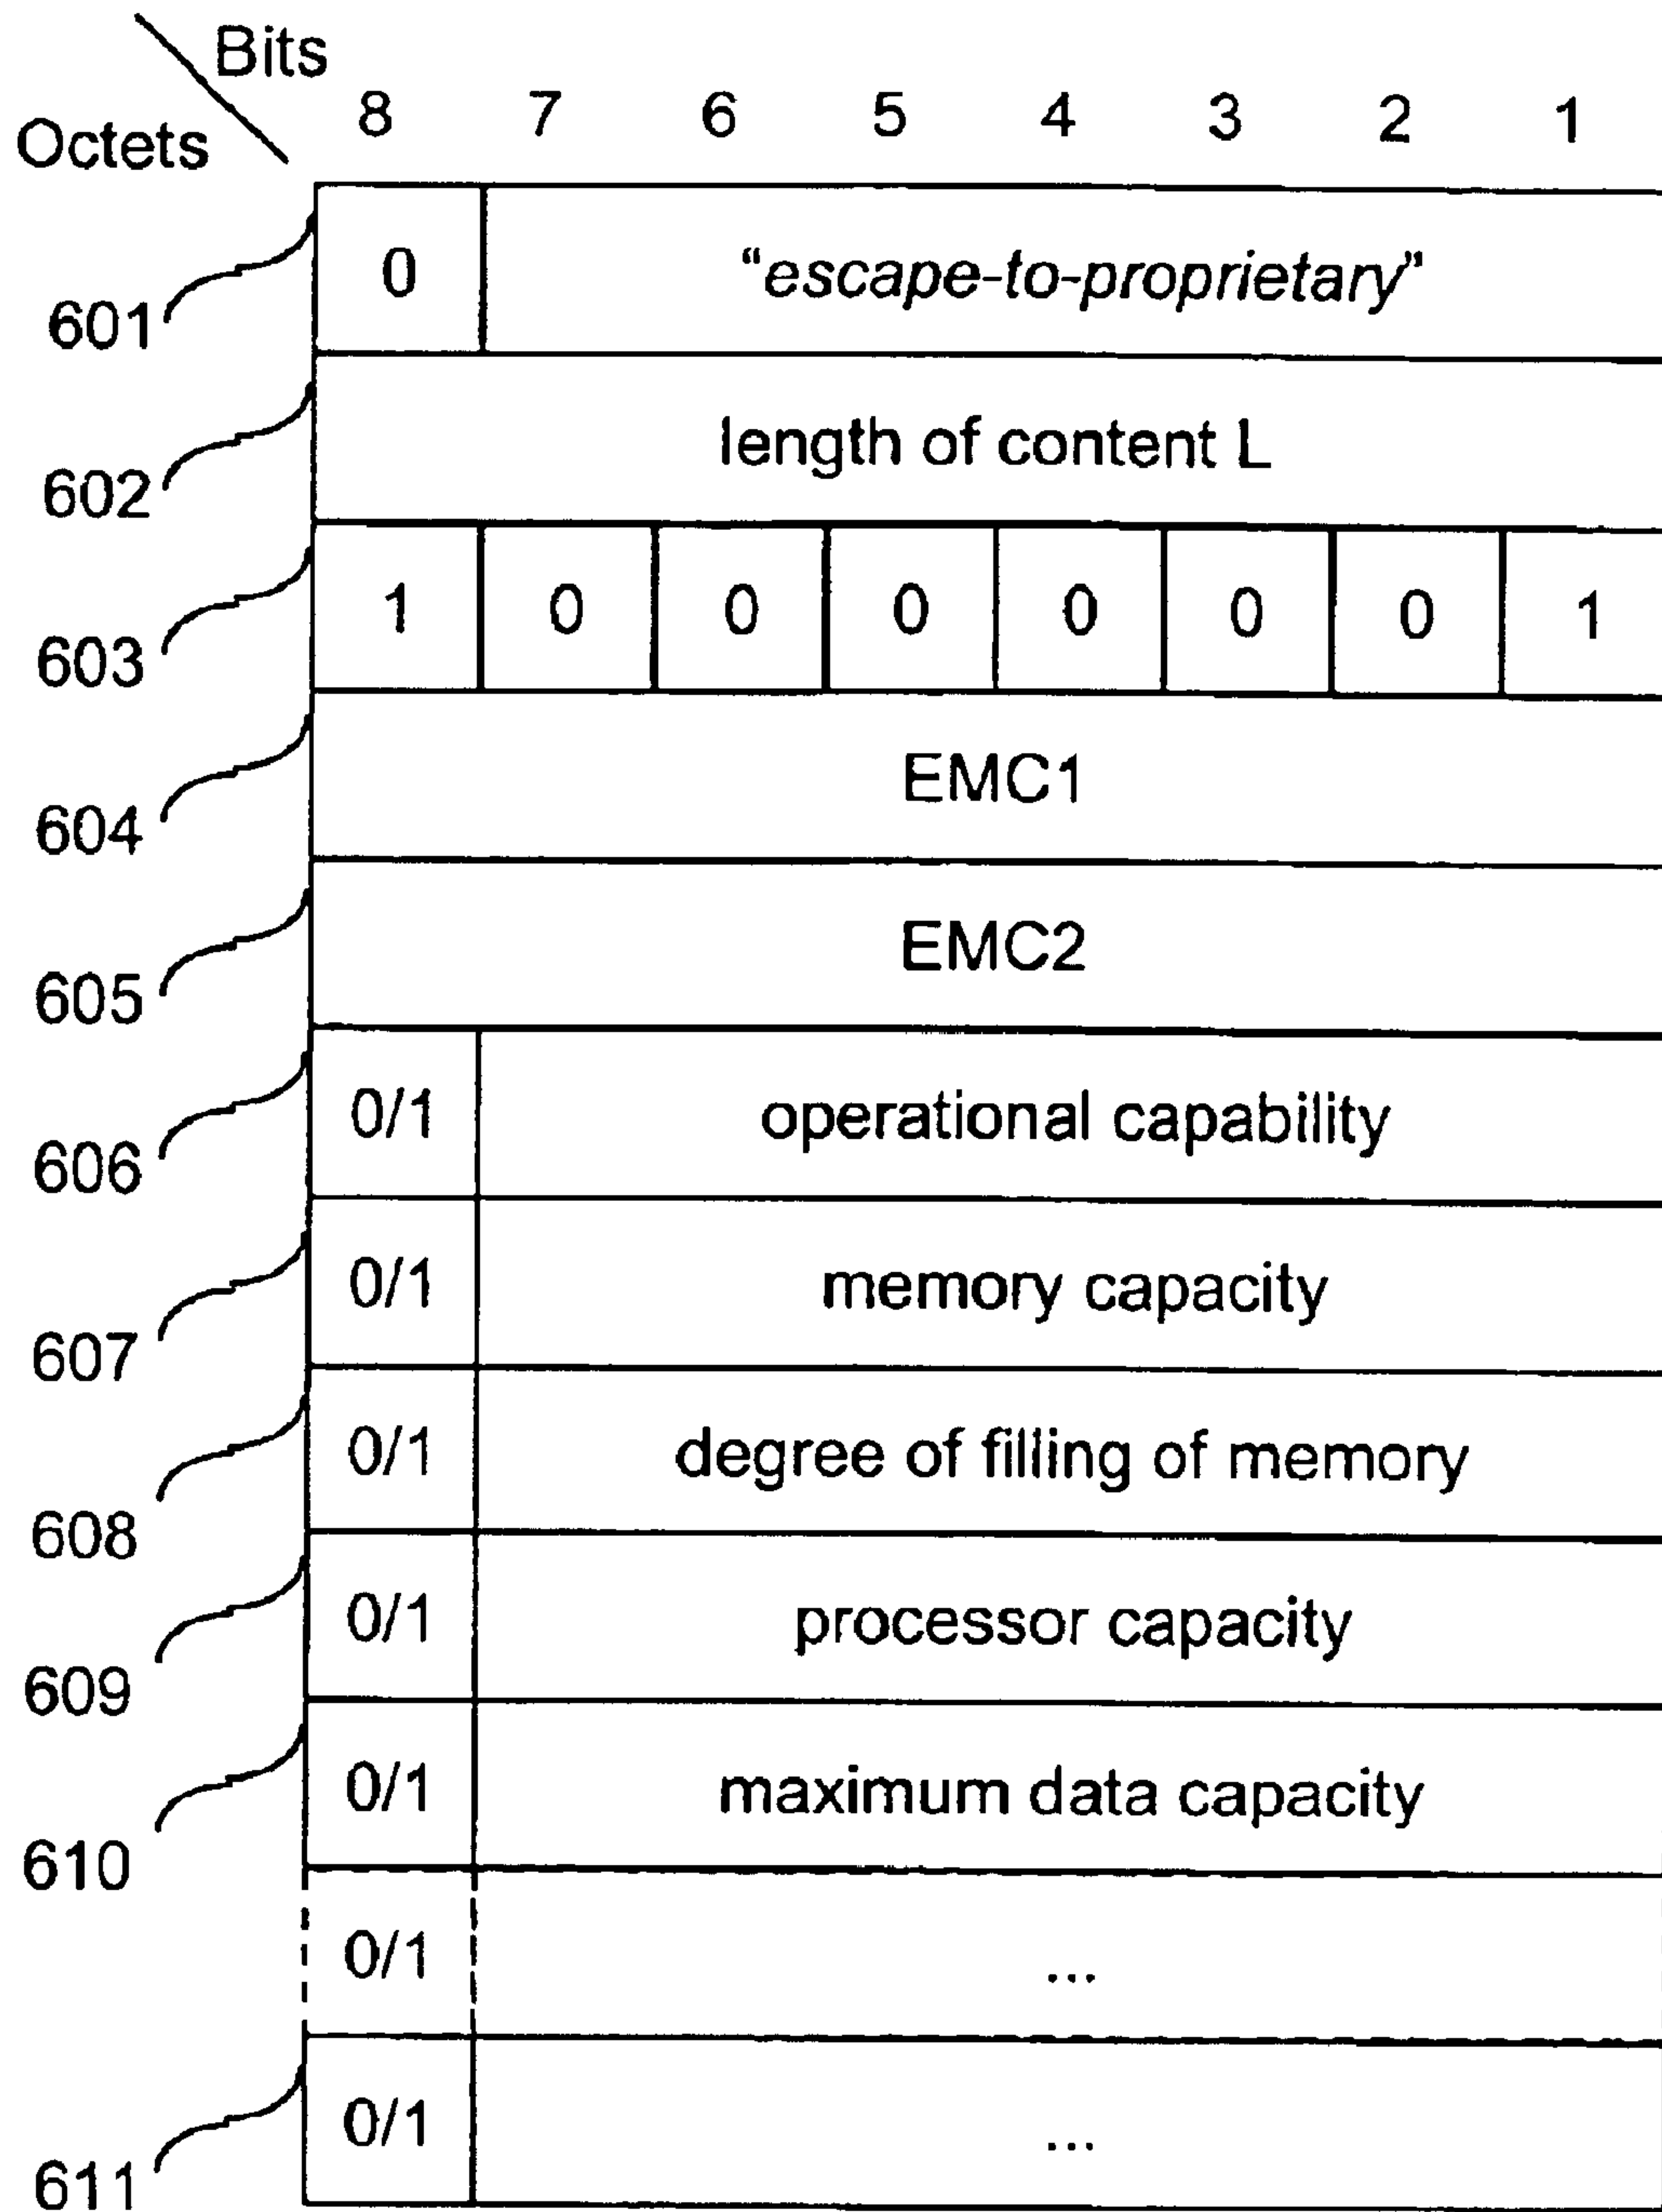 Bits
Octets 8 7 6 5 4 3 2 1
601 0 “escape-to-proprietary”
602 length of content L
603 1 0 0 0 0 0 0 1
604 EMC1
605 EMC2
606 0/1 operational capability
607 0/1 memory capacity
608 0/1 degree of filling of memory
609 0/1 processor capacity
610 0/1 maximum data capacity
0/1 ...
611 0/1 ...